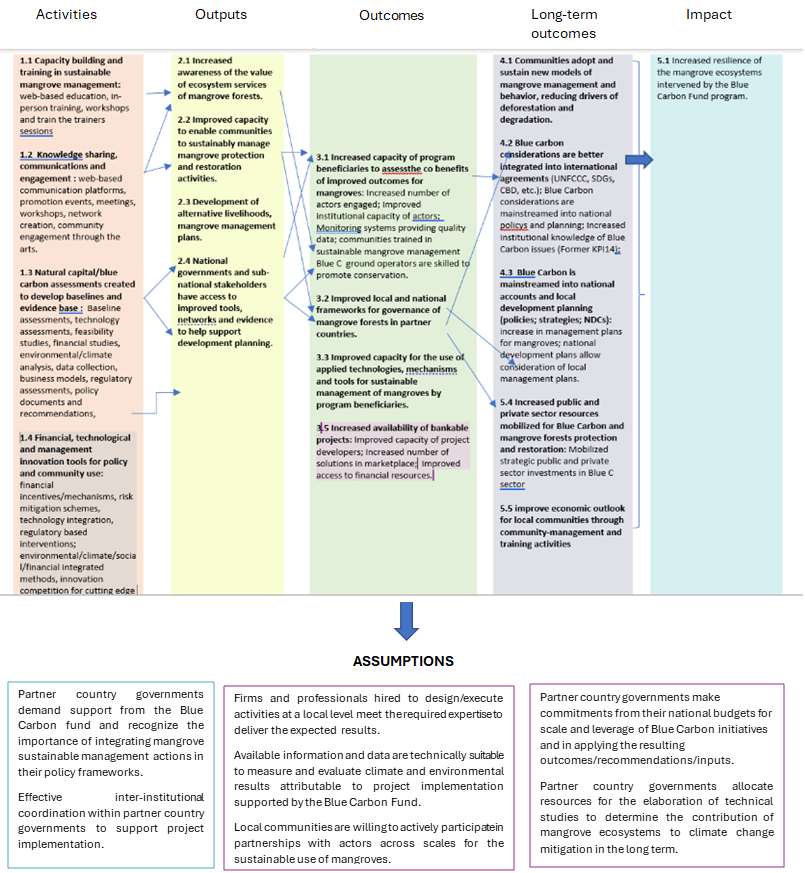 Activities
Outputs
Outcomes
Long-term
outcomes
Impact
1.1 Capacity building and
training in sustainable
mangrove management:
web-based education, in-
person training, workshops
and train the trainers
sessions
1.2 Knowledge sharing,
communications and
engagement : web-based
communication platforms,
promotion events, meetings,
workshops, network
creation, community
engagement through the
arts.
1.3 Natural capital/blue
carbon assessments created
to develop baselines and
evidence base : Baseline
assessments, technology
assessments, feasibility
studies, financial studies,
environmental/climate
analysis, data collection,
business models, regulatory
assessments, policy
documents and
recommendations,
1.4 Financial, technological
and management
innovation tools for policy
and community use:
financial
incentives/mechanisms, risk
mitigation schemes,
technology integration,
regulatory based
interventions;
environmental/climate/socia
l/financial integrated
methods, innovation
competition for cutting edge
2.1 Increased
awareness of the value
of ecosystem services
of mangrove forests.
2.2 Improved capacity
to enable communities
to sustainably manage
mangrove protection
and restoration
activities.
2.3 Development of
alternative livelihoods,
mangrove management
plans.
2.4 National
governments and sub-
national stakeholders
have access to
improved tools,
networks and evidence
to help support
development planning.
3.1 Increased capacity of program
beneficiaries to assessthe co benefits
of improved outcomes for
mangroves: Increased number of
actors engaged; Improved
institutional capacity of actors;
Monitoring systems providing quality
data; communities trained in
sustainable mangrove management
Blue C ground operators are skilled to
promote conservation.
3.2 Improved local and national
frameworks for governance of
mangrove forests in partner
countries.
3.3 Improved capacity for the use of
applied technologies, mechanisms
and tools for sustainable
management of mangroves by
program beneficiaries.
3.5 Increased availability of bankable
projects: Improved capacity of project
developers; Increased number of
solutions in marketplace; Improved
access to financial resources.
4.1 Communities adopt and
sustain new models of
mangrove management and
behavior, reducing drivers of
deforestation and
degradation.
4.2 Blue carbon
considerations are better
integrated into international
agreements (UNFCCC, SDGs,
CBD, etc.); Blue Carbon
considerations are
mainstreamed into national
policys and planning; Increased
Institutional knowledge of Blue
Carbon issues (Former KPI14);
4.3 Blue Carbon is
mainstreamed into national
accounts and local
development planning
(policies; strategies; NDCs):
increase in management plans
for mangroves; national
development plans allow
consideration of local
management plans.
5.4 Increased public and
private sector resources
mobilized for Blue Carbon and
mangrove forests protection
and restoration: Mobilized
strategic public and private
sector investments in Blue C
sector
5.5 improve economic outlook
for local communities through
community-management and
training activities
5.1 Increased resilience of
the mangrove ecosystems
intervened by the Blue
Carbon Fund program.
ASSUMPTIONS
Partner country governments
demand support from the Blue
Carbon fund and recognize the
importance of integrating mangrove
sustainable management actions in
their policy frameworks.
Effective inter-institutional
coordination within partner country
governments to support project
implementation.
Firms and professionals hired to design/execute
activities at a local level meet the required expertise to
deliver the expected results.
Available information and data are technically suitable
to measure and evaluate climate and environmental
results attributable to project implementation
supported by the Blue Carbon Fund.
Local communities are willing to actively participate in
partnerships with actors across scales for the
sustainable use of mangroves.
Partner country governments make
commitments from their national budgets for
scale and leverage of Blue Carbon initiatives
and in applying the resulting
outcomes/recommendations/inputs.
Partner country governments allocate
resources for the elaboration of technical
studies to determine the contribution of
mangrove ecosystems to climate change
mitigation in the long term.